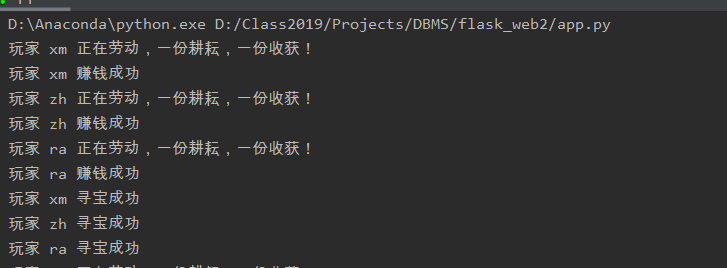 D:\Anaconda\python.exe D:/Class2019/Projects/DBMS/flask_web2/app.py
玩家 xm 正在劳动，一份耕耘，一份收获！
玩家 xm 赚钱成功
玩家 zh 正在劳动，一份耕耘，一份收获！
玩家 zh 赚钱成功
玩家 ra 正在劳动，一份耕耘，一份收获！
玩家 ra 赚钱成功
玩家 xm 寻宝成功
玩家 zh 寻宝成功
玩家 ra 寻宝成功